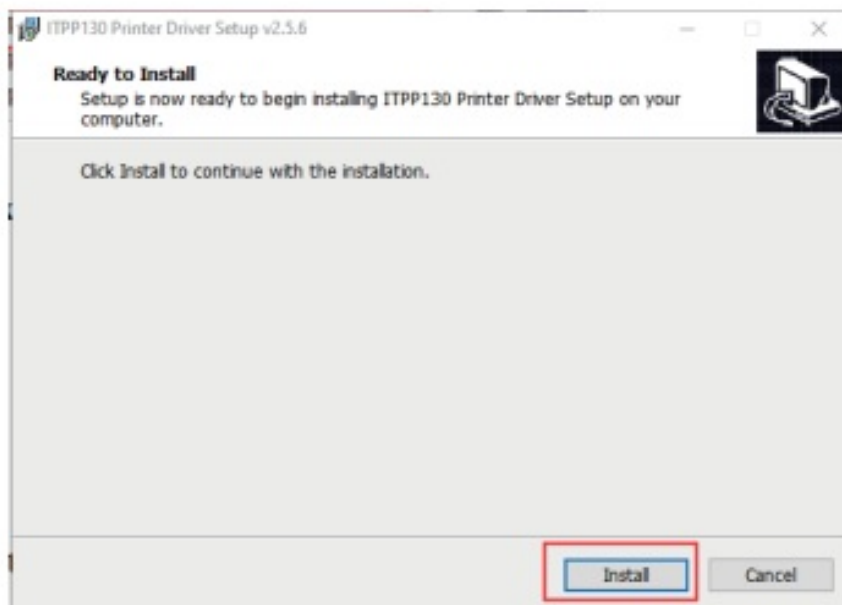 ITPP130 Printer Driver Setup v2.5.6
Ready to Install
Setup is now ready to begin installing ITPP130 Printer Driver Setup on your
computer.
Click Install to continue with the installation.
Install
Cancel